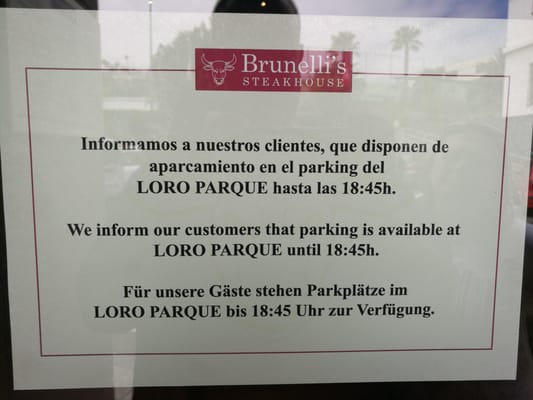 Brunelli's
STEAKHOUSE
Informamos a nuestros clientes, que disponen de
aparcamiento en el parking del
LORO PARQUE hasta las 18:45h.
We inform our customers that parking is available at
LORO PARQUE until 18:45h.
Für unsere Gäste stehen Parkplätze im
LORO PARQUE bis 18:45 Uhr zur Verfügung.